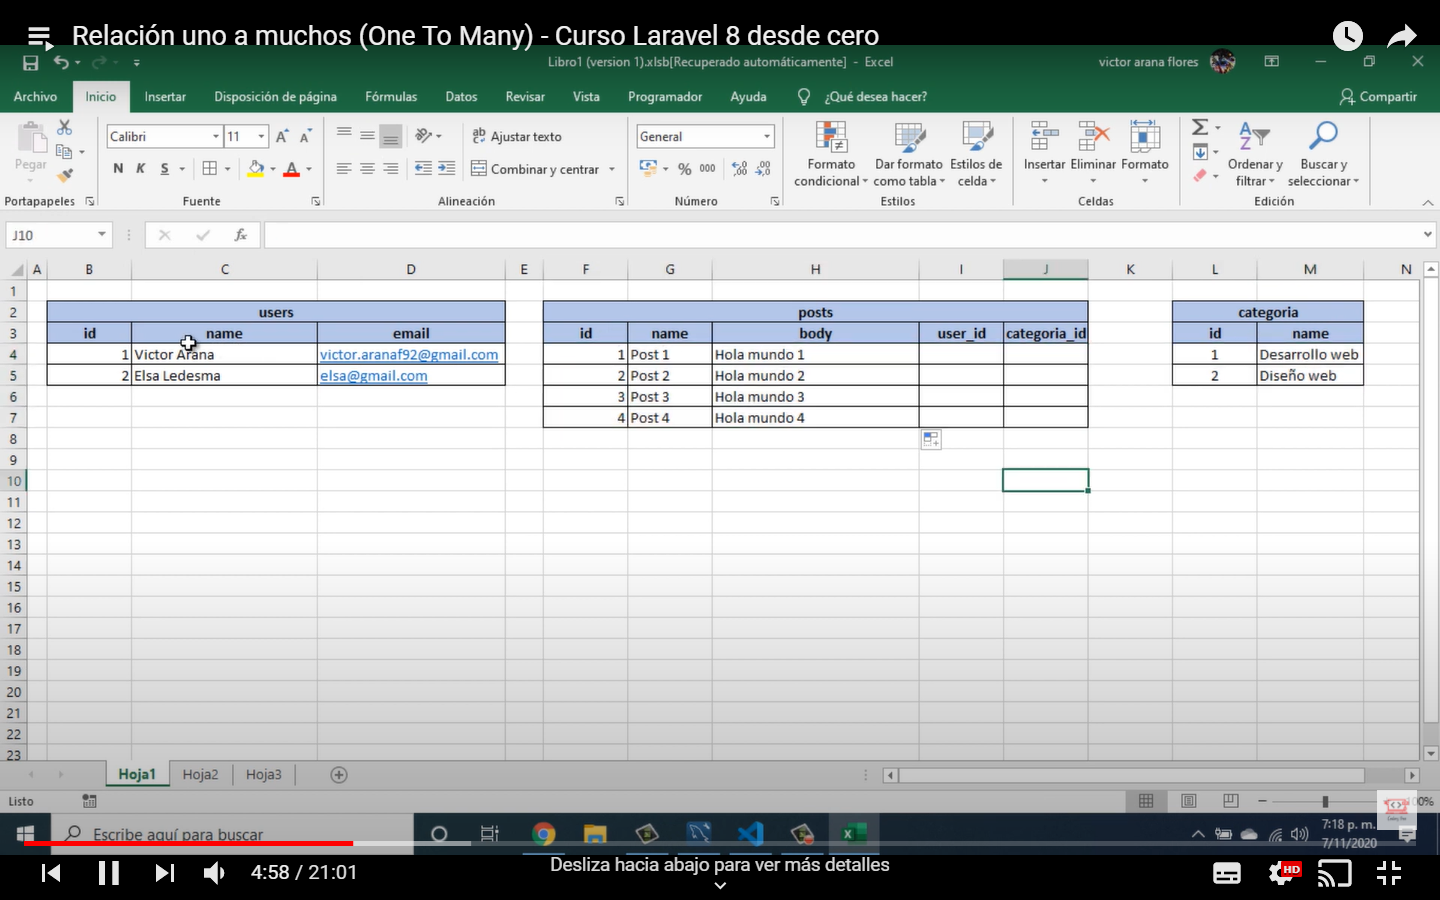 Relación uno a muchos (One To Many) - Curso Laravel 8 desde cero
Libro1 (version 1).xlsb[Recuperado automáticamente] - Excel
victor arana flores
Archivo Inicio Insertar Disposición de página Fórmulas Datos Revisar Vista Programador Ayuda ¿Qué desea hacer? Compartir
Pegar
Calibri 11
Ajustar texto
General
N K S
Combinar y centrar
% 000
Formato condicional
Dar formato como tabla
Estilos de celda
Insertar Eliminar Formato
Ordenar y filtrar
Buscar y seleccionar
Portapapeles Fuente Alineación Número Estilos Celdas Edición
J10 fx
A B C D E F G H I J K L M N
1
2 users posts categoria
3 id name email id name body user_id categoria_id id name
4 1 Victor Arana victor.aranaf92@gmail.com 1 Post 1 Hola mundo 1 1 Desarrollo web
5 2 Elsa Ledesma elsa@gmail.com 2 Post 2 Hola mundo 2 2 Diseño web
6 3 Post 3 Hola mundo 3
7 4 Post 4 Hola mundo 4
8
9
10
11
12
13
14
15
16
17
18
19
20
21
22
23
Hoja1 Hoja2 Hoja3
Listo
Escribe aquí para buscar
7:18 p. m.
7/11/2020
4:58 / 21:01
Desliza hacia abajo para ver más detalles
HD